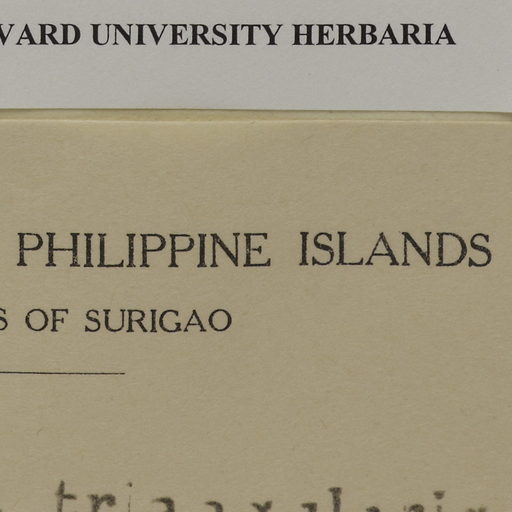 VARD UNIVERSITY HERBARIA
PHILIPPINE ISLANDS
S OF SURIGAO